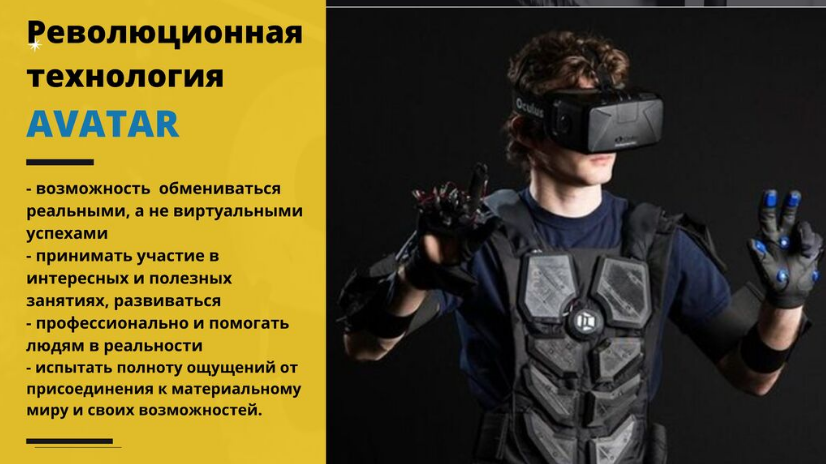 Революционная
технология
AVATAR
- возможность обмениваться
реальными, а не виртуальными
успехами
- принимать участие в
интересных и полезных
занятиях, развиваться
- профессионально и помогать
людям в реальности
- испытать полноту ощущений от
присоединения к материальному
миру и своих возможностей.
Oculus